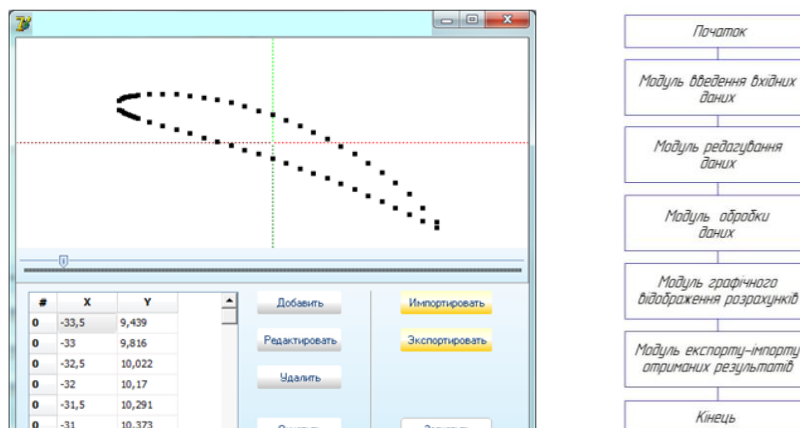 # X Y
0 -33,5 9,439
0 -33 9,816
0 -32,5 10,022
0 -32 10,17
0 -31,5 10,291
0 -31 10,373
Добавить
Редактировать
Удалить
Импортировать
Экспортировать
Початок
Модуль введення вхідних
даних
Модуль редагування
даних
Модуль обробки
даних
Модуль графічного
відображення розрахунків
Модуль експорту-імпорту
отриманих результатів
Кінець